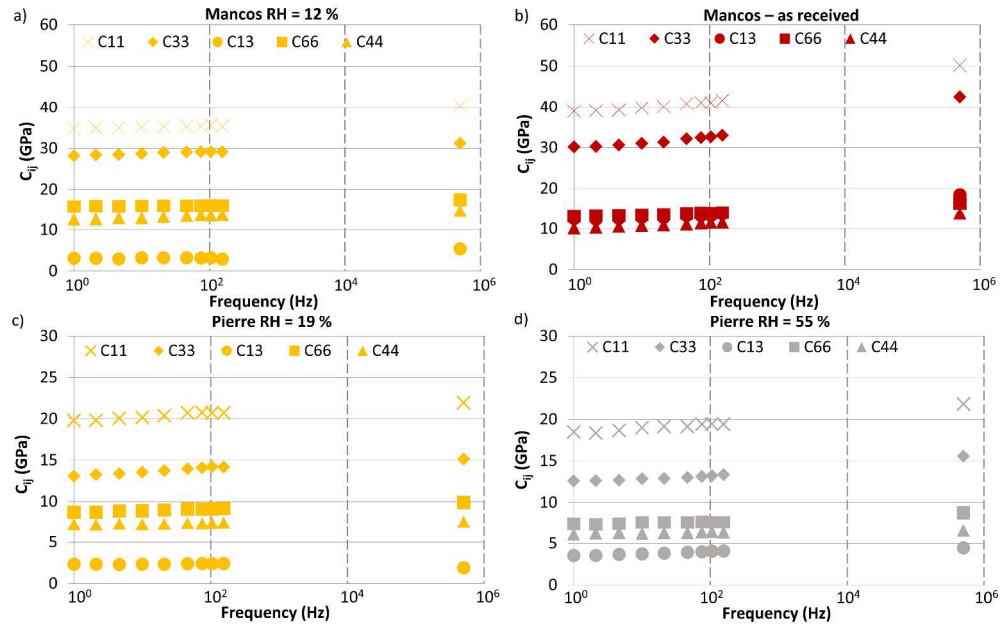 a)
Mancos RH = 12 %
C11 C33 C13 C66 C44
60
50
40
30
20
10
0
Cij (GPa)
10^0 10^2 10^4 10^6
Frequency (Hz)
b)
Mancos – as received
C11 C33 C13 C66 C44
60
50
40
30
20
10
0
Cij (GPa)
10^0 10^2 10^4 10^6
Frequency (Hz)
c)
Pierre RH = 19 %
C11 C33 C13 C66 C44
30
25
20
15
10
5
0
Cij (GPa)
10^0 10^2 10^4 10^6
Frequency (Hz)
d)
Pierre RH = 55 %
C11 C33 C13 C66 C44
30
25
20
15
10
5
0
Cij (GPa)
10^0 10^2 10^4 10^6
Frequency (Hz)